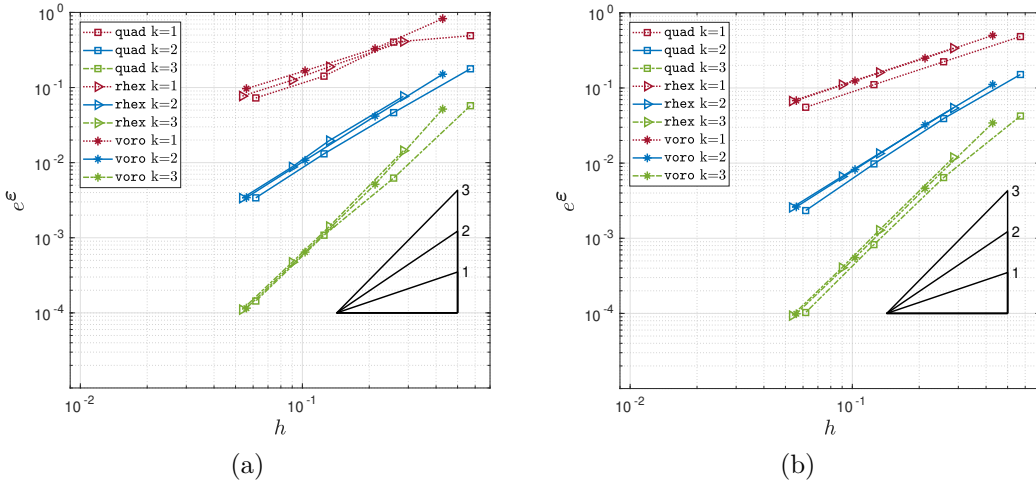 10^0
10^-1
10^-2
10^-3
10^-4
e^ε
quad k=1
quad k=2
quad k=3
rhex k=1
rhex k=2
rhex k=3
voro k=1
voro k=2
voro k=3
3
2
1
10^-2
10^-1
h
(a)
10^0
10^-1
10^-2
10^-3
10^-4
e^ε
quad k=1
quad k=2
quad k=3
rhex k=1
rhex k=2
rhex k=3
voro k=1
voro k=2
voro k=3
3
2
1
10^-2
10^-1
h
(b)